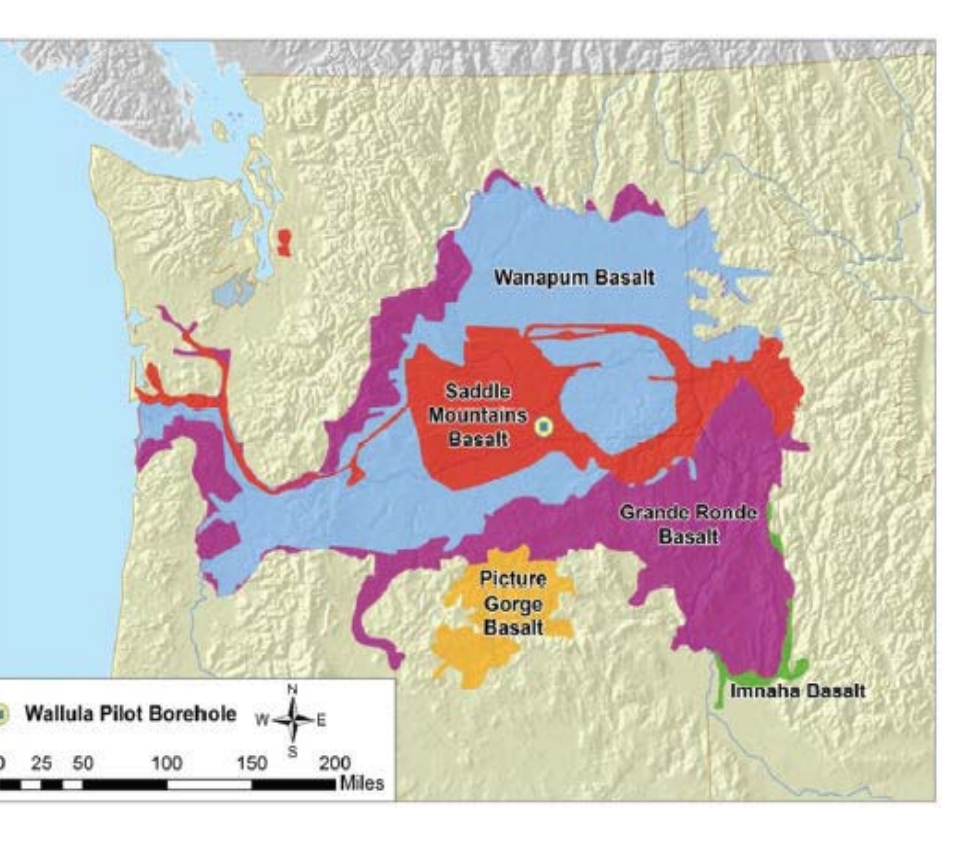 Wanapum Basalt
Saddle
Mountains
Basalt
Grande Ronde
Basalt
Picture
Gorge
Basalt
Imnaha Basalt
Wallula Pilot Borehole
N
W E
S
0 25 50 100 150 200
Miles